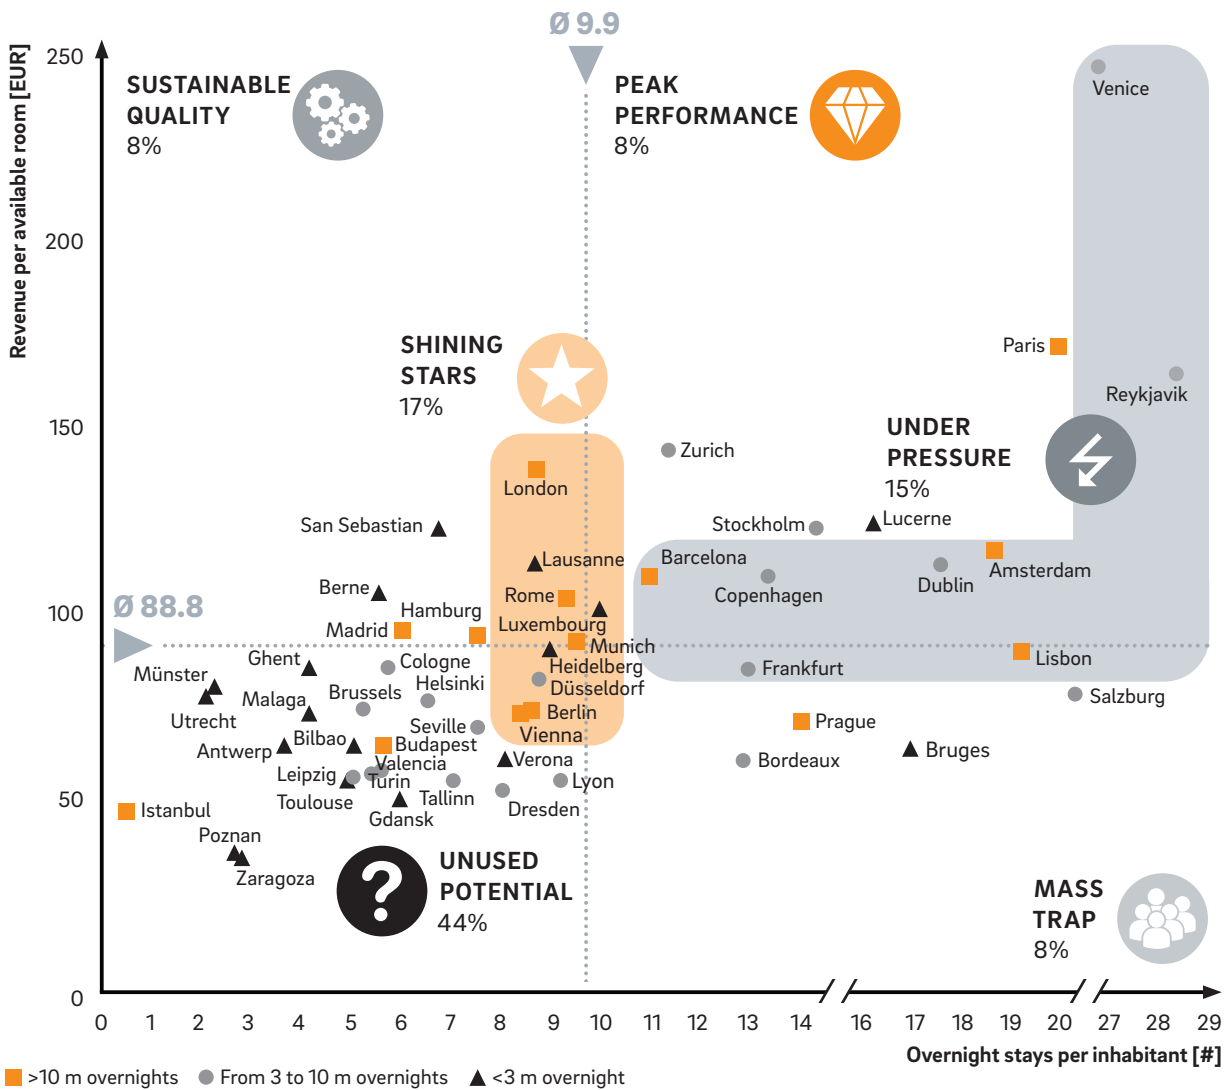 Ø 9.9
Revenue per available room [EUR]
250
200
150
100
50
0
SUSTAINABLE
QUALITY
8%
PEAK
PERFORMANCE
8%
Venice
Paris
Reykjavik
SHINING
STARS
17%
UNDER
PRESSURE
15%
Zurich
London
San Sebastian
Stockholm
Lucerne
Lausanne
Barcelona
Amsterdam
Dublin
Copenhagen
Berne
Rome
Hamburg
Ø 88.8
Madrid
Luxembourg
Munich
Lisbon
Ghent
Cologne
Heidelberg
Frankfurt
Münster
Helsinki
Düsseldorf
Brussels
Malaga
Salzburg
Utrecht
Seville
Berlin
Prague
Vienna
Antwerp
Bilbao
Budapest
Bruges
Valencia
Verona
Bordeaux
Leipzig
Turin
Lyon
Toulouse
Tallinn
Dresden
Istanbul
Gdansk
Poznan
Zaragoza
UNUSED
POTENTIAL
44%
MASS
TRAP
8%
0 1 2 3 4 5 6 7 8 9 10 11 12 13 14 16 17 18 19 20 27 28 29
Overnight stays per inhabitant [#]
>10 m overnights From 3 to 10 m overnights <3 m overnight